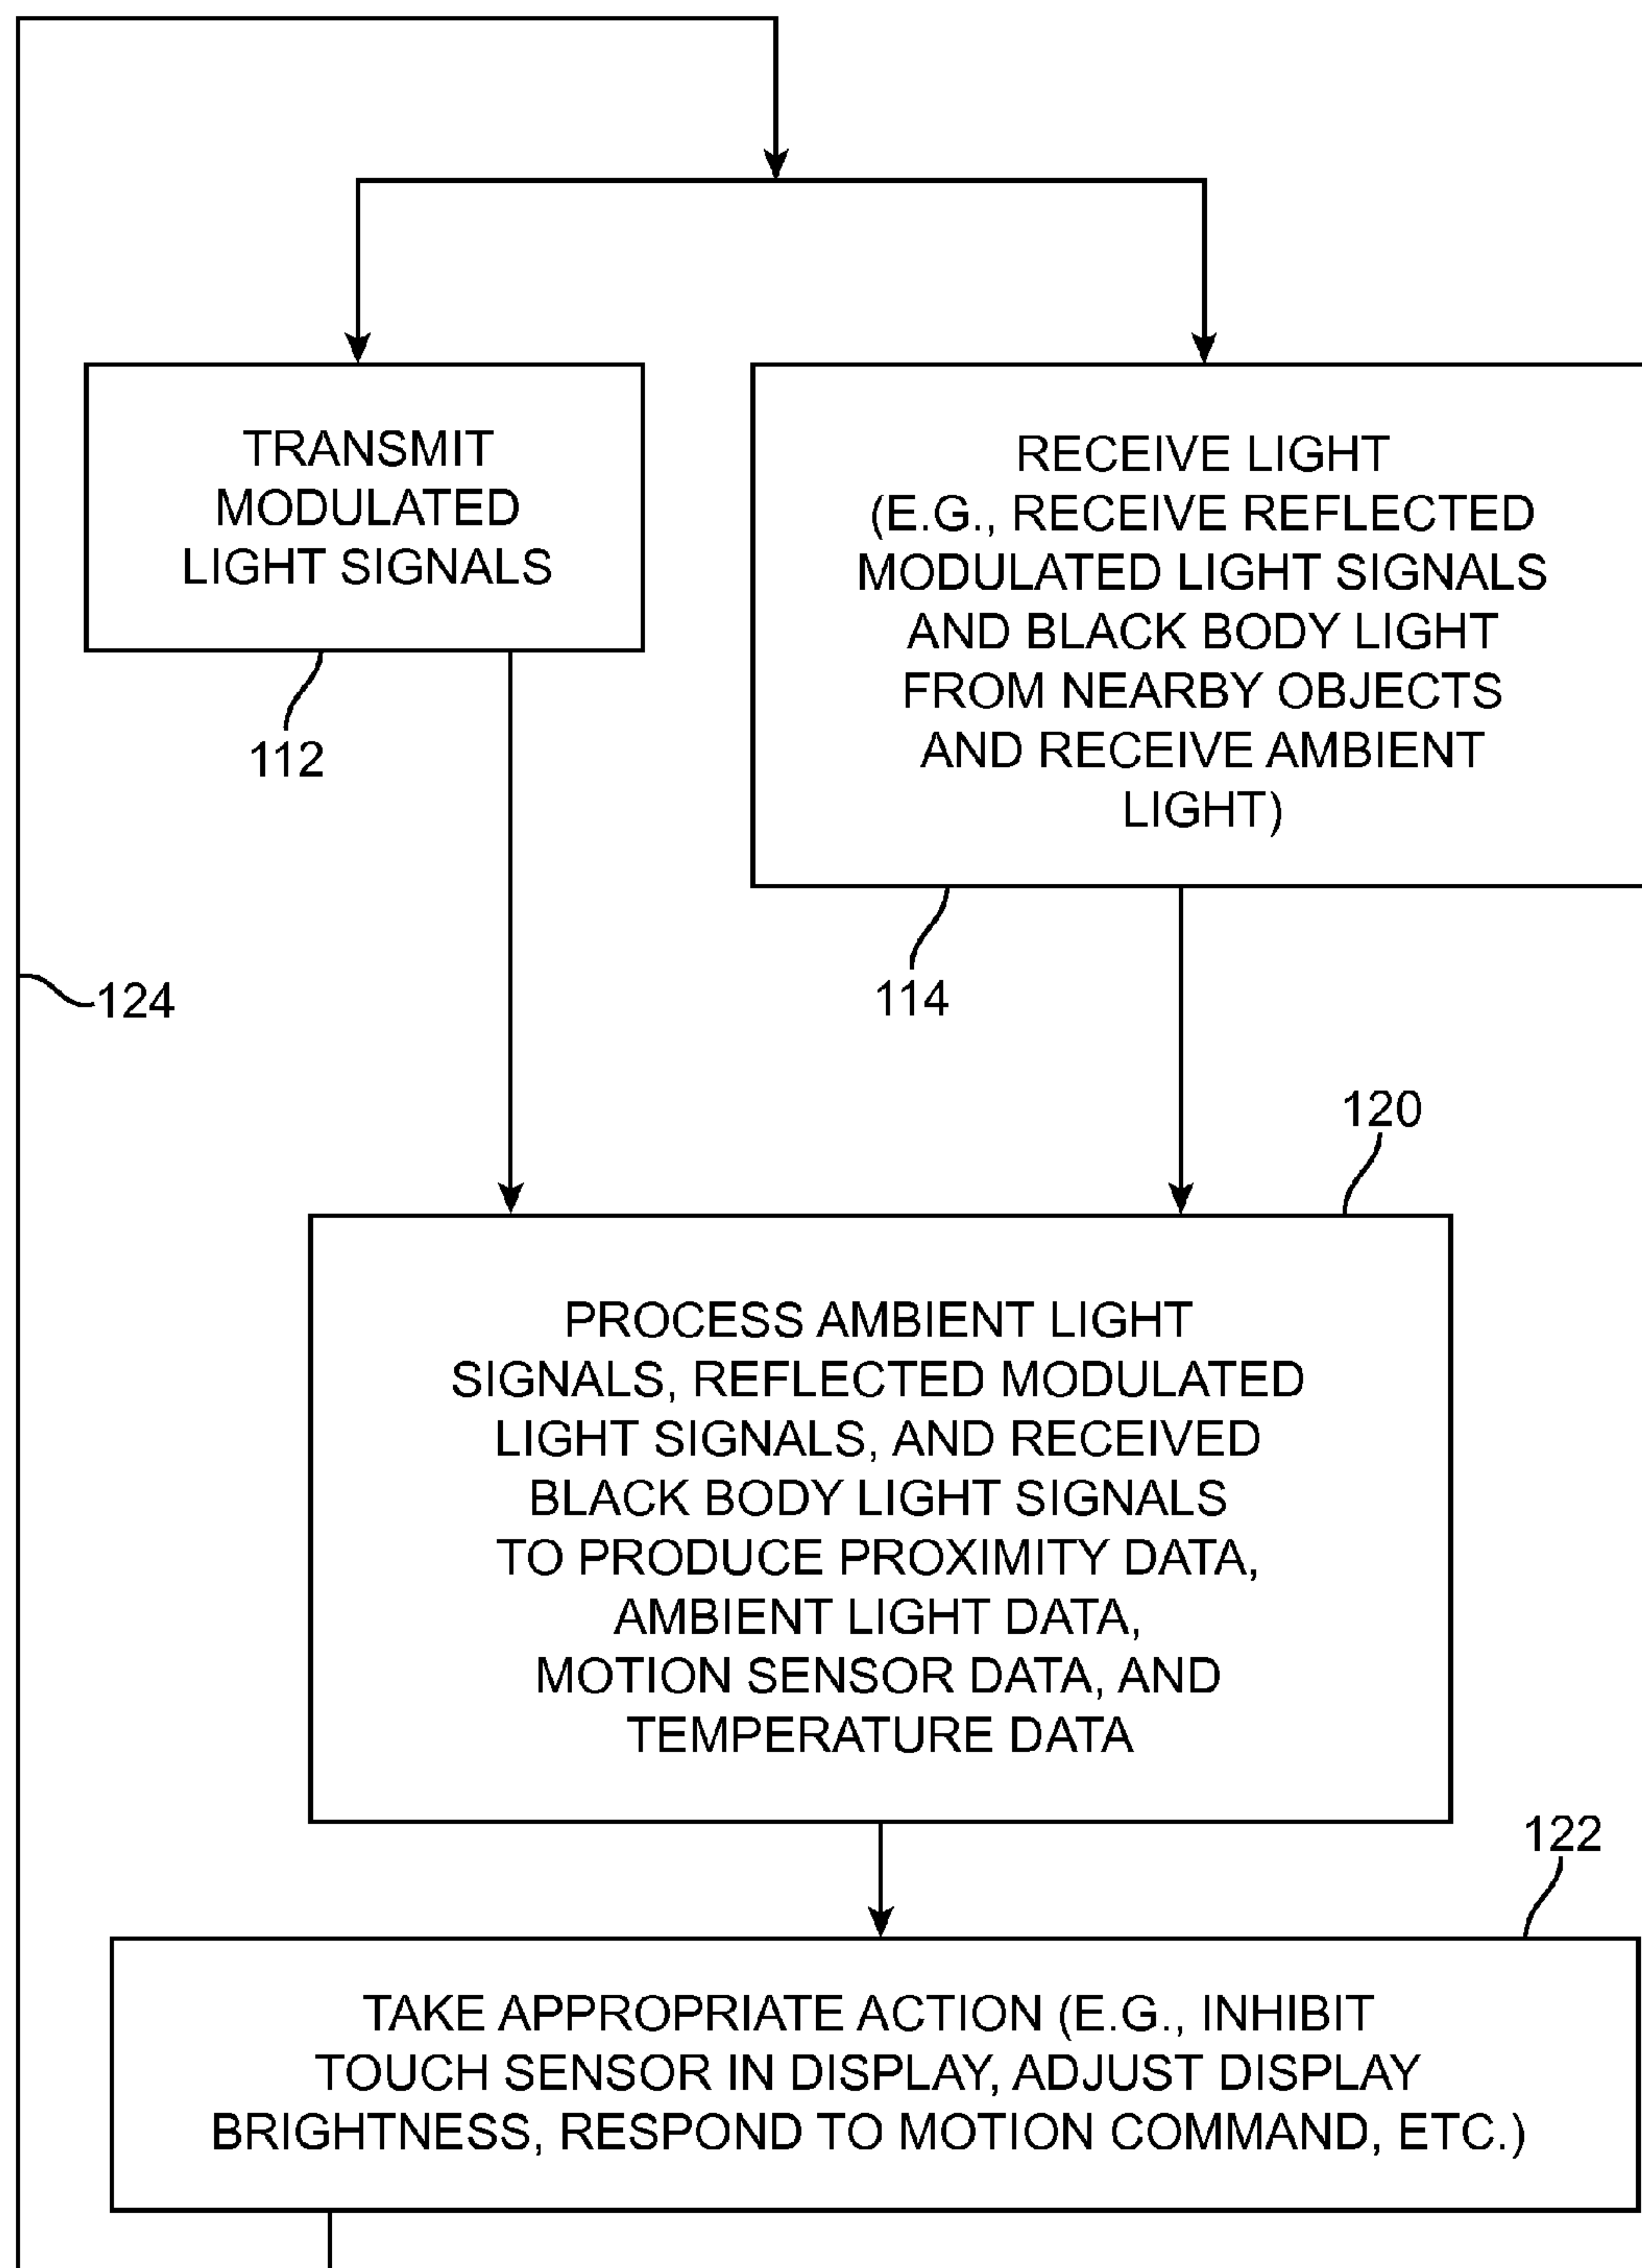 TRANSMIT
MODULATED
LIGHT SIGNALS
112
RECEIVE LIGHT
(E.G., RECEIVE REFLECTED
MODULATED LIGHT SIGNALS
AND BLACK BODY LIGHT
FROM NEARBY OBJECTS
AND RECEIVE AMBIENT
LIGHT)
114
124
120
PROCESS AMBIENT LIGHT
SIGNALS, REFLECTED MODULATED
LIGHT SIGNALS, AND RECEIVED
BLACK BODY LIGHT SIGNALS
TO PRODUCE PROXIMITY DATA,
AMBIENT LIGHT DATA,
MOTION SENSOR DATA, AND
TEMPERATURE DATA
122
TAKE APPROPRIATE ACTION (E.G., INHIBIT
TOUCH SENSOR IN DISPLAY, ADJUST DISPLAY
BRIGHTNESS, RESPOND TO MOTION COMMAND, ETC.)